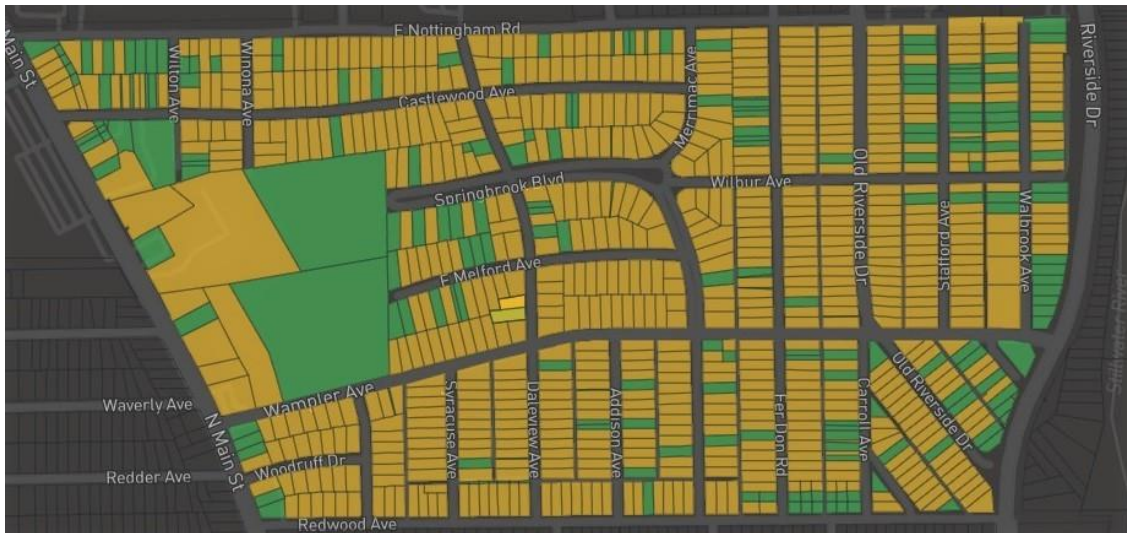 E Nottingham Rd
Main St
Wilton Ave
Winona Ave
Castlewood Ave
Merrimac Ave
Riverside Dr
Springbrook Blvd
Wilbur Ave
Old Riverside Dr
Stafford Ave
Walbrook Ave
E Melford Ave
Wampler Ave
Waverly Ave
N Main St
Woodruff Dr
Redder Ave
Syracuse Ave
Daleview Ave
Addison Ave
Fer Don Rd
Carroll Ave
Old Riverside Dr
Redwood Ave